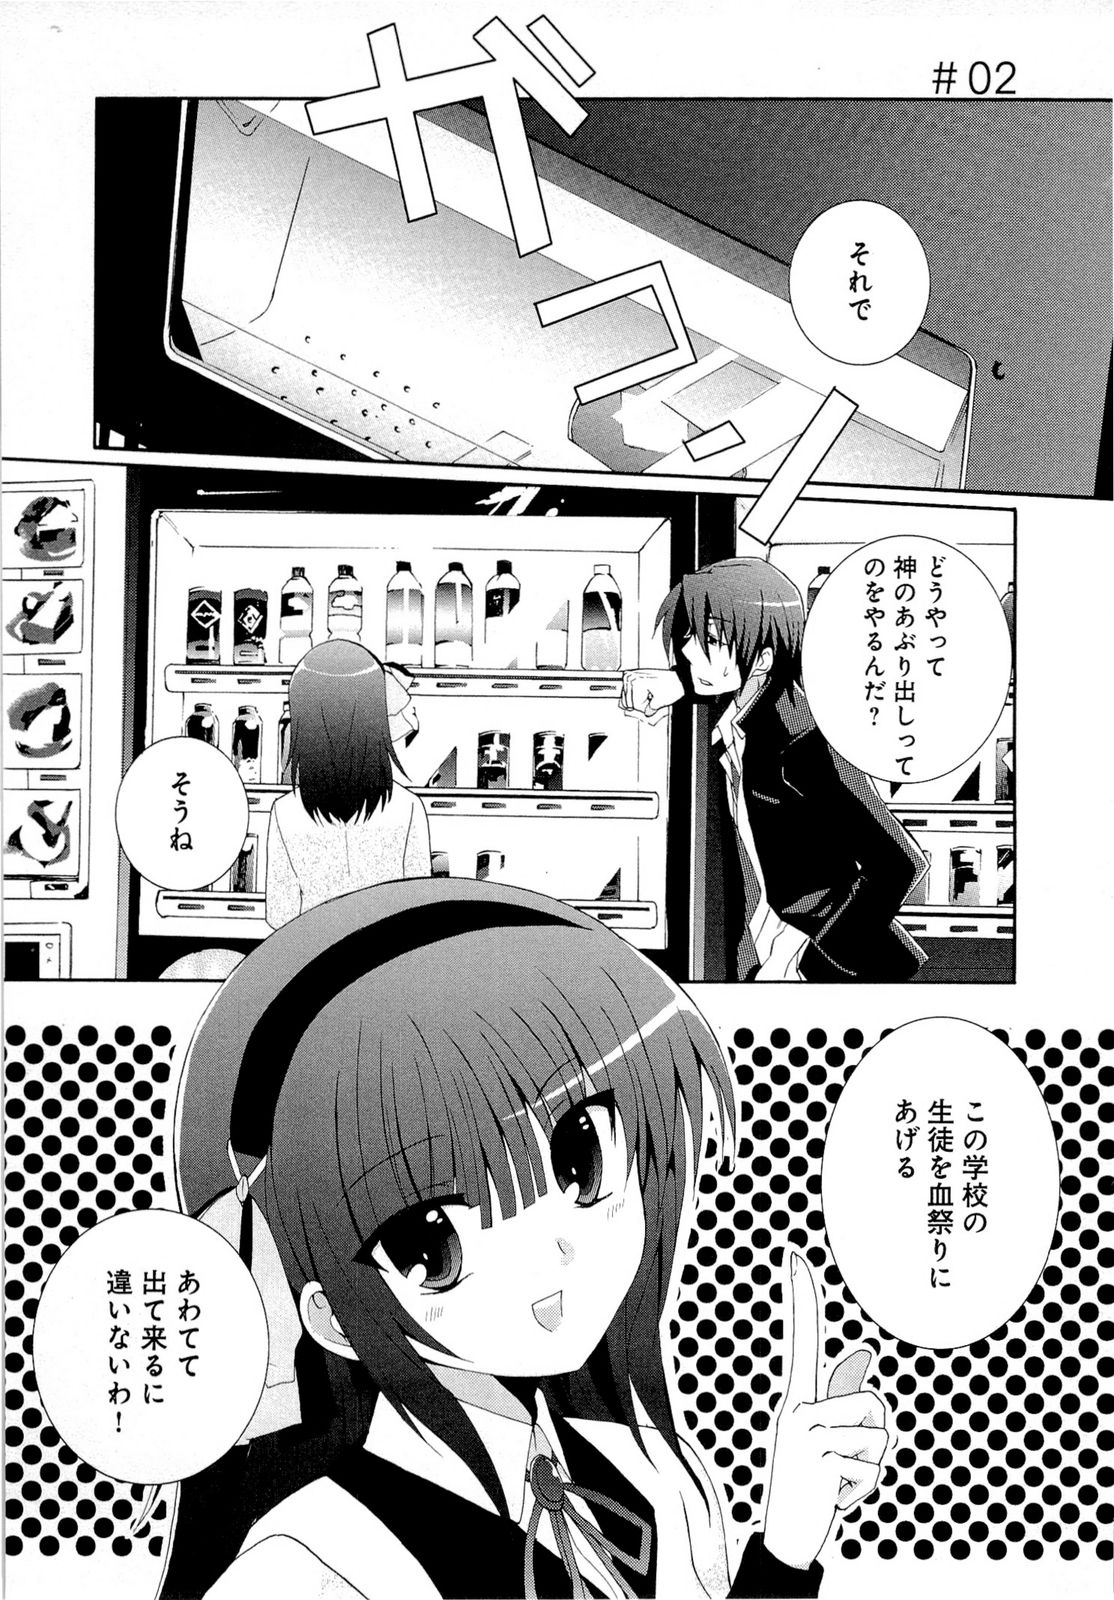 #02
ガコン
それで
どうやって
神のあぶり出しって
のをやるんだ？
そうね
この学校の
生徒を血祭りに
あげる
あわてて
出て来るに
違いないわ！